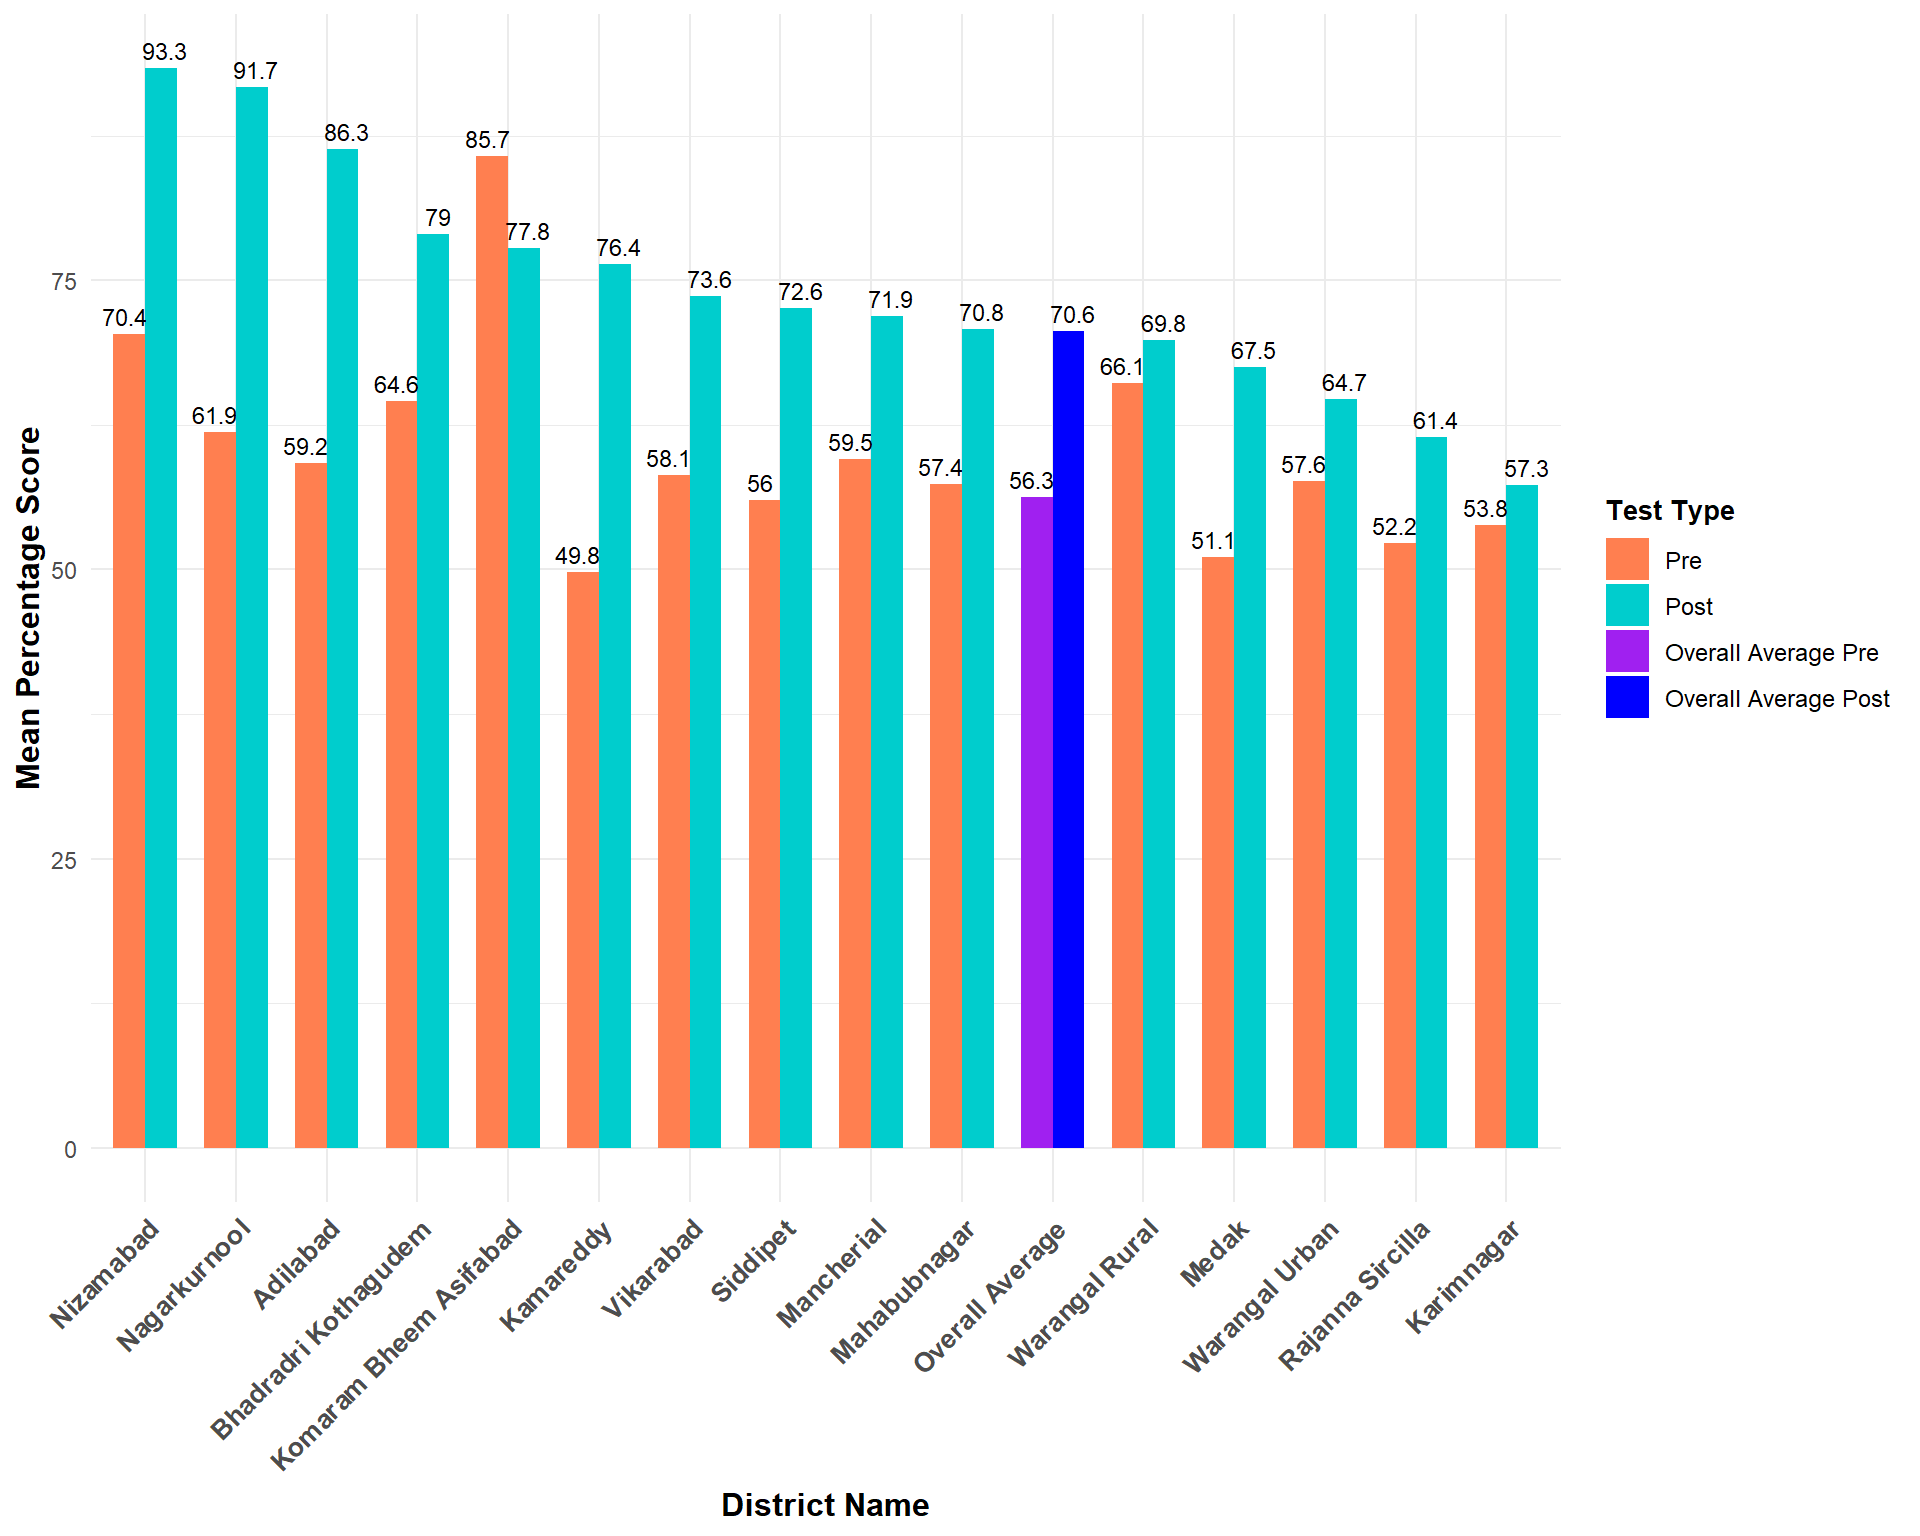 93.3
91.7
86.3
85.7
79
77.8
76.4
73.6
72.6
71.9
70.8
70.6
69.8
67.5
64.7
61.4
57.3
70.4
61.9
59.2
64.6
49.8
58.1
56
59.5
57.4
56.3
66.1
51.1
57.6
52.2
53.8
75
50
25
0
Mean Percentage Score
Nizamabad
Nagarkurnool
Adilabad
Bhadradri Kothagudem
Komaram Bheem Asifabad
Kamareddy
Vikarabad
Siddipet
Mancherial
Mahabubnagar
Overall Average
Warangal Rural
Medak
Warangal Urban
Rajanna Sircilla
Karimnagar
District Name
Test Type
Pre
Post
Overall Average Pre
Overall Average Post